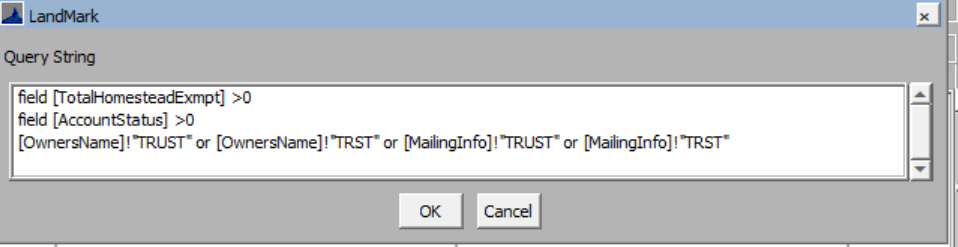 LandMark
Query String
field [TotalHomesteadExmpt] >0
field [AccountStatus] >0
[OwnersName]!"TRUST" or [OwnersName]!"TRST" or [MailingInfo]!"TRUST" or [MailingInfo]!"TRST"
OK Cancel